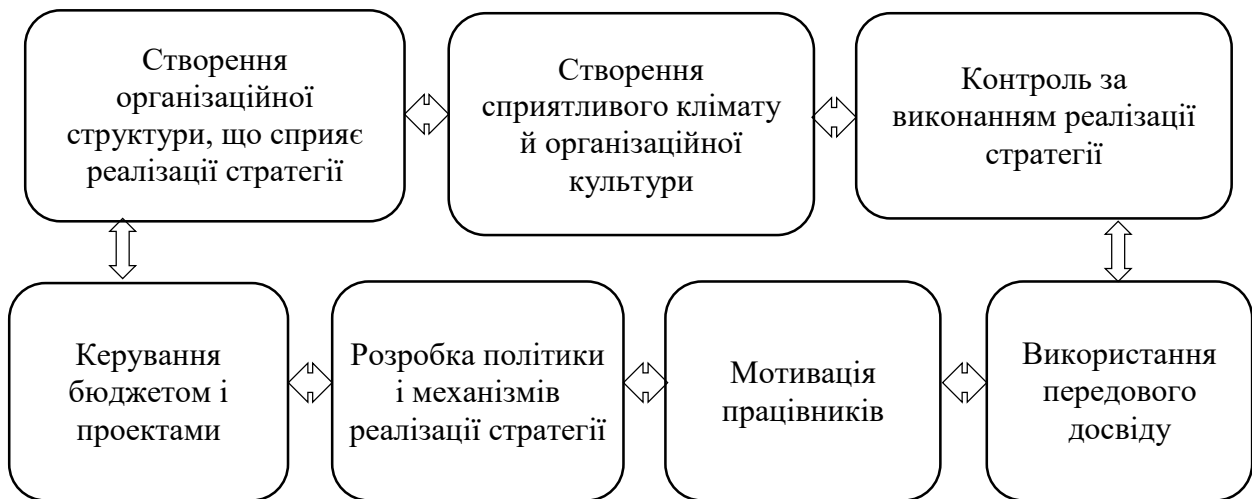 Створення
організаційної
структури, що сприяє
реалізації стратегії
Створення
сприятливого клімату
й організаційної
культури
Контроль за
виконанням реалізації
стратегії
Керування
бюджетом і
проектами
Розробка політики
і механізмів
реалізації стратегії
Мотивація
працівників
Використання
передового
досвіду